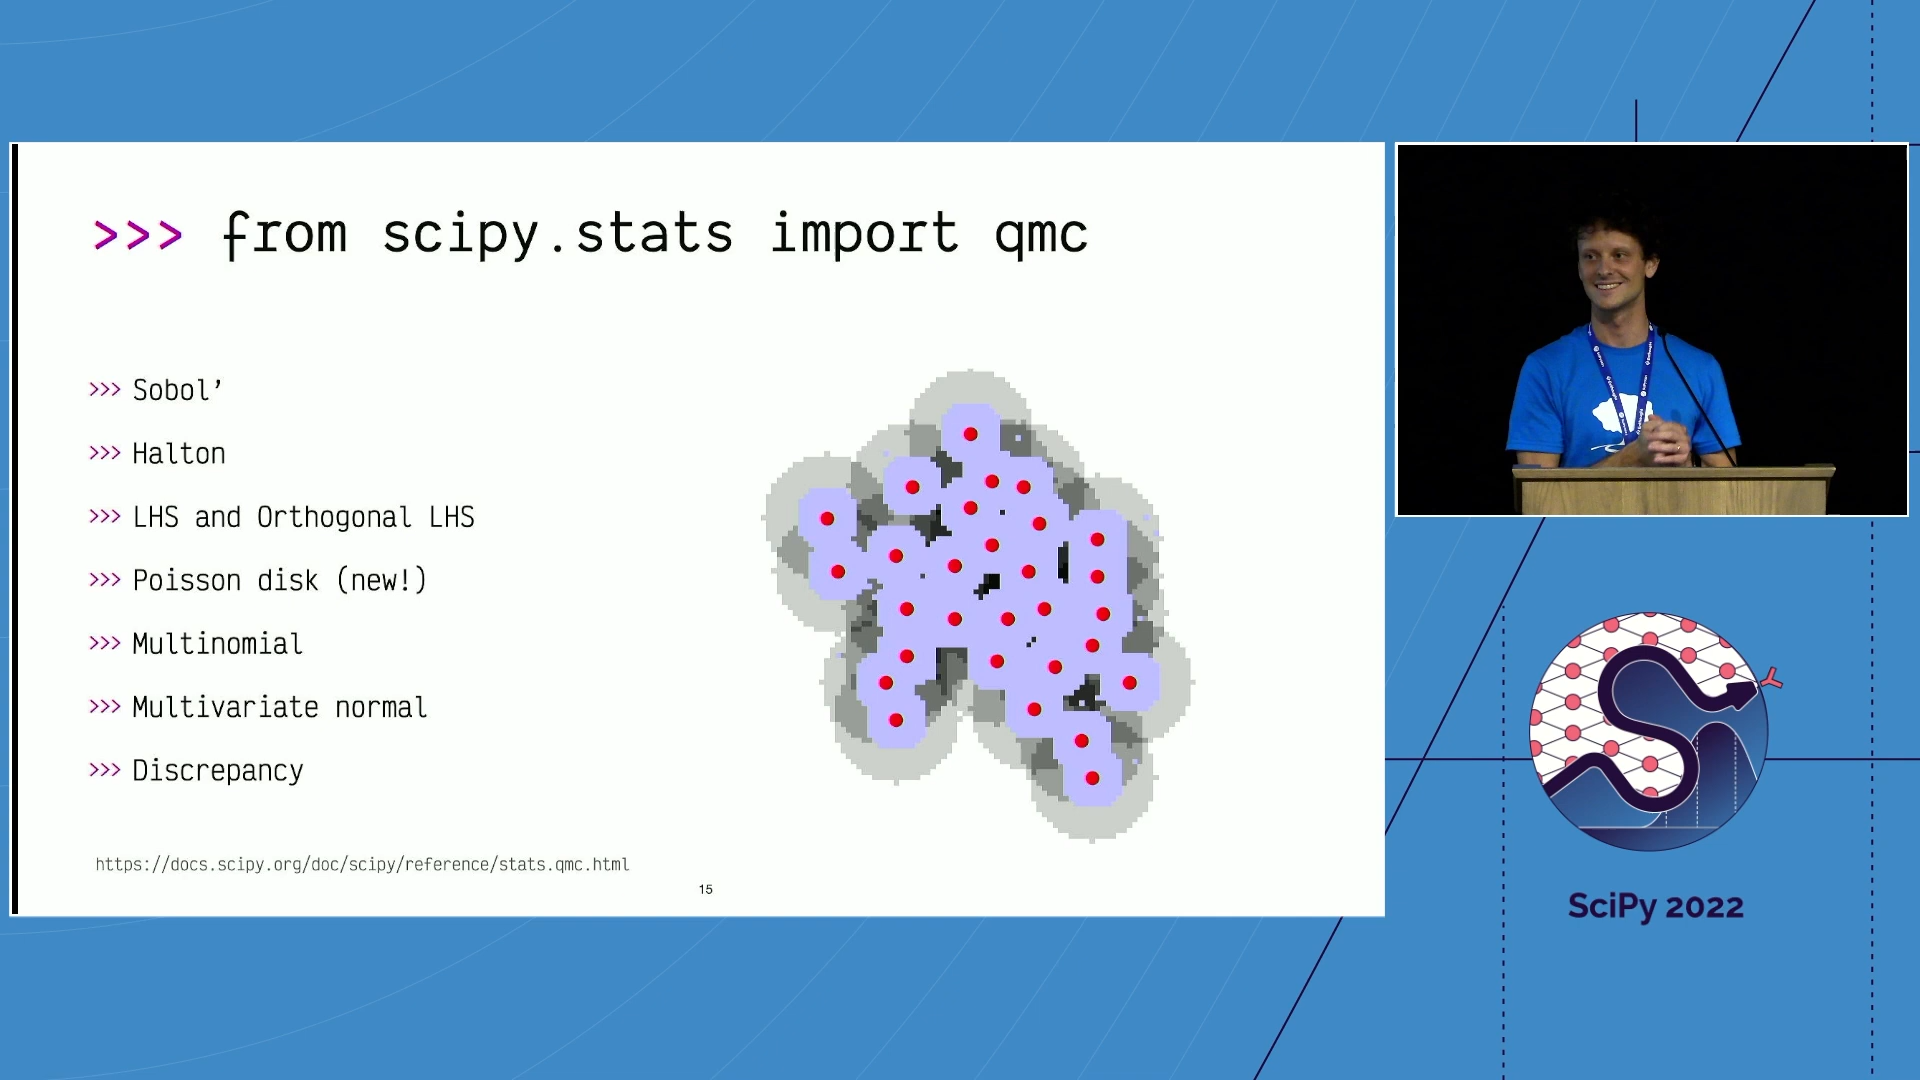 >>> from scipy.stats import qmc
>>> Sobol’
>>> Halton
>>> LHS and Orthogonal LHS
>>> Poisson disk (new!)
>>> Multinomial
>>> Multivariate normal
>>> Discrepancy
https://docs.scipy.org/doc/scipy/reference/stats.qmc.html
15
SciPy 2022